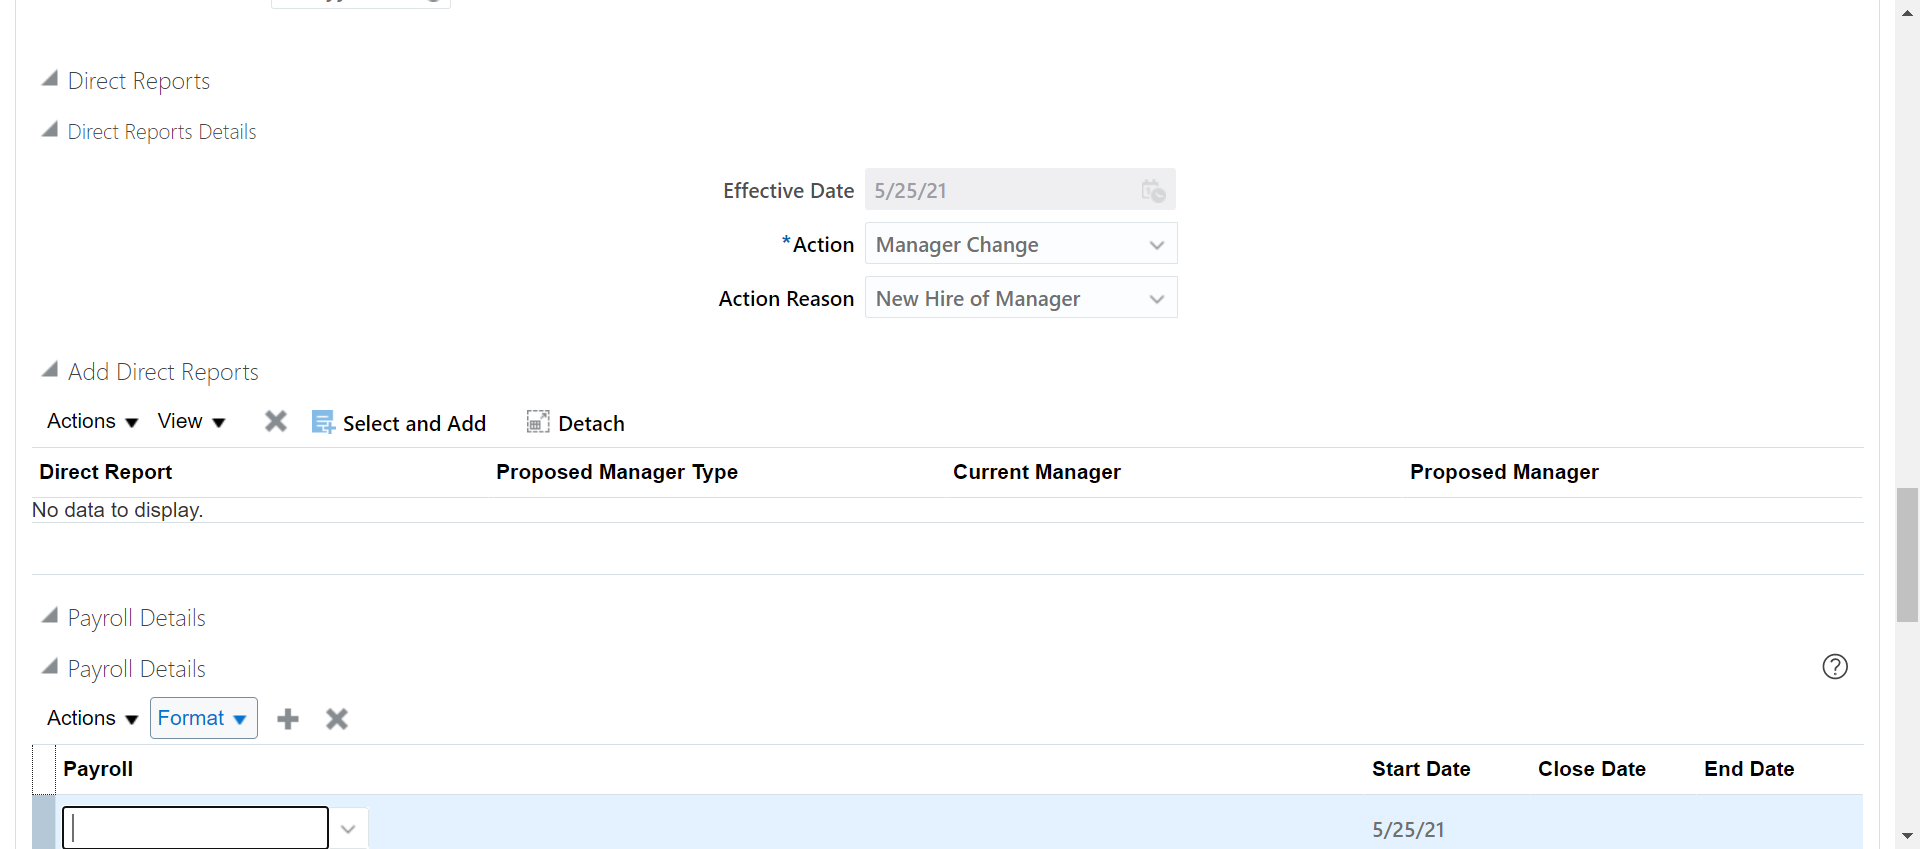 Direct Reports
Direct Reports Details
Effective Date 5/25/21
*Action Manager Change
Action Reason New Hire of Manager
Add Direct Reports
Actions View Select and Add Detach
Direct Report Proposed Manager Type Current Manager Proposed Manager
No data to display.
Payroll Details
Payroll Details
Actions Format
Payroll Start Date Close Date End Date
5/25/21